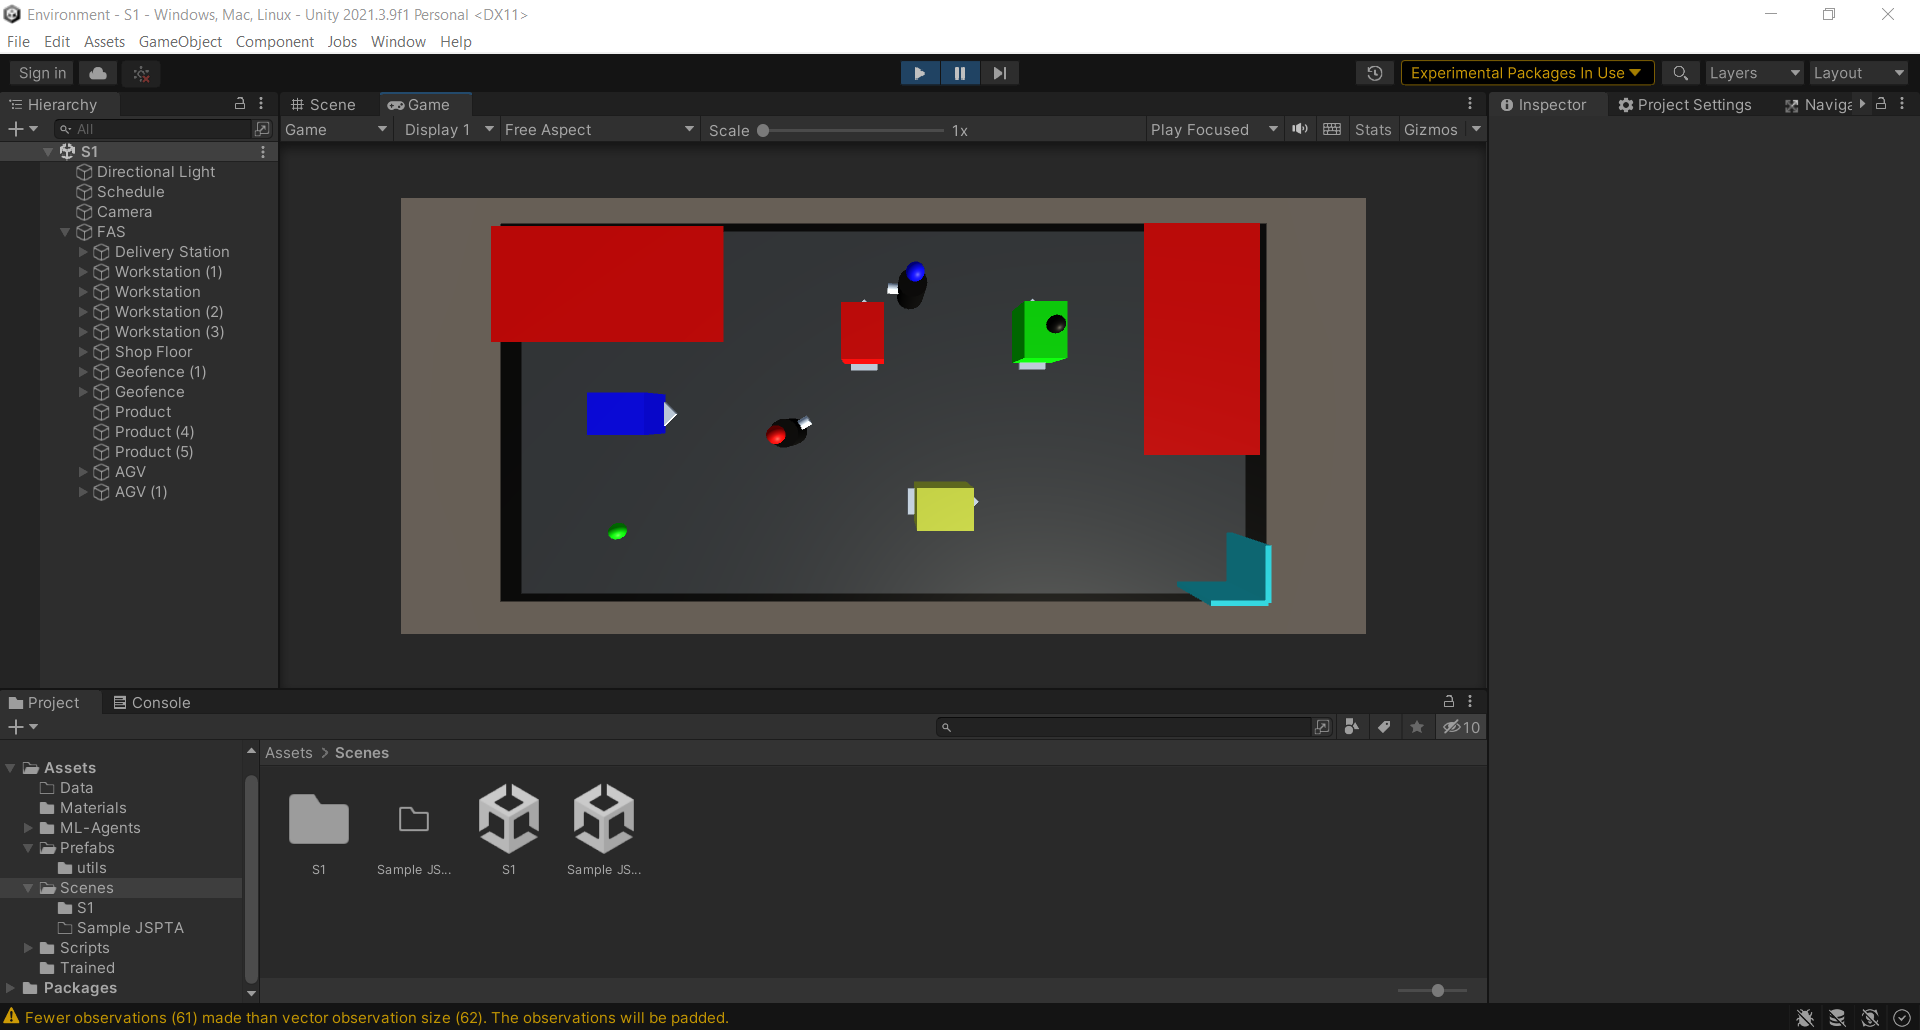 Environment - S1 - Windows, Mac, Linux - Unity 2021.3.9f1 Personal <DX11>
File Edit Assets GameObject Component Jobs Window Help
Sign in
Experimental Packages In Use
Layers
Layout
Hierarchy
All
S1
Directional Light
Schedule
Camera
FAS
Delivery Station
Workstation (1)
Workstation
Workstation (2)
Workstation (3)
Shop Floor
Geofence (1)
Geofence
Product
Product (4)
Product (5)
AGV
AGV (1)
Scene
Game
Game
Display 1
Free Aspect
Scale
1x
Play Focused
Stats
Gizmos
Inspector
Project Settings
Naviga
Project
Console
10
Assets
Data
Materials
ML-Agents
Prefabs
utils
Scenes
S1
Sample JSPTA
Scripts
Trained
Packages
Assets > Scenes
S1
Sample JS...
S1
Sample JS...
Fewer observations (61) made than vector observation size (62). The observations will be padded.